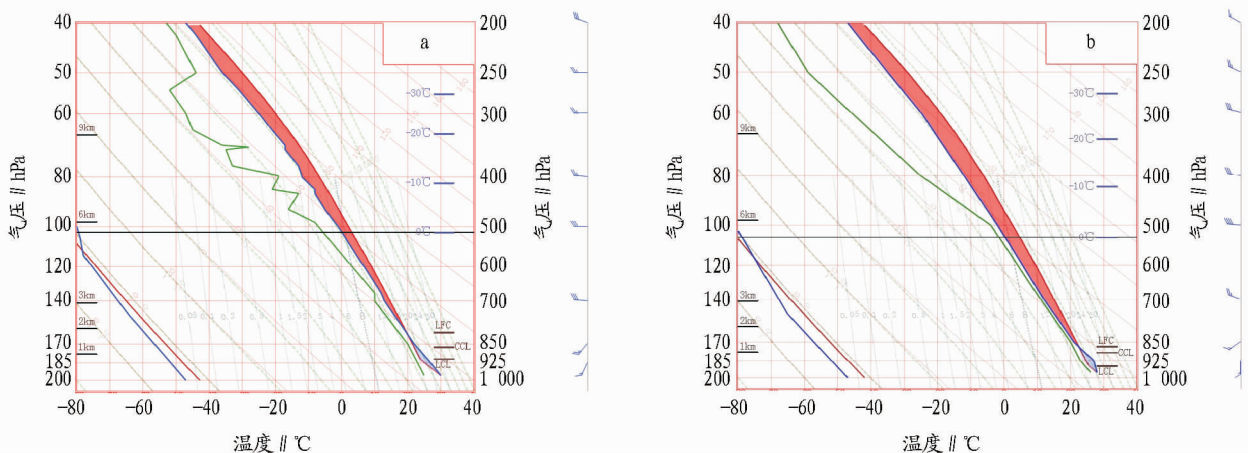 a
40
50
60
80
100
120
140
170
185
200
气压 // hPa
9km
6km
3km
2km
1km
-30℃
-20℃
-10℃
0℃
LFC
CCL
LCL
200
250
300
400
500
600
700
850
925
1 000
气压 // hPa
-80
-60
-40
-20
0
20
40
温度 // ℃
b
40
50
60
80
100
120
140
170
185
200
气压 // hPa
9km
6km
3km
2km
1km
-30℃
-20℃
-10℃
0℃
LFC
CCL
LCL
200
250
300
400
500
600
700
850
925
1 000
气压 // hPa
-80
-60
-40
-20
0
20
40
温度 // ℃